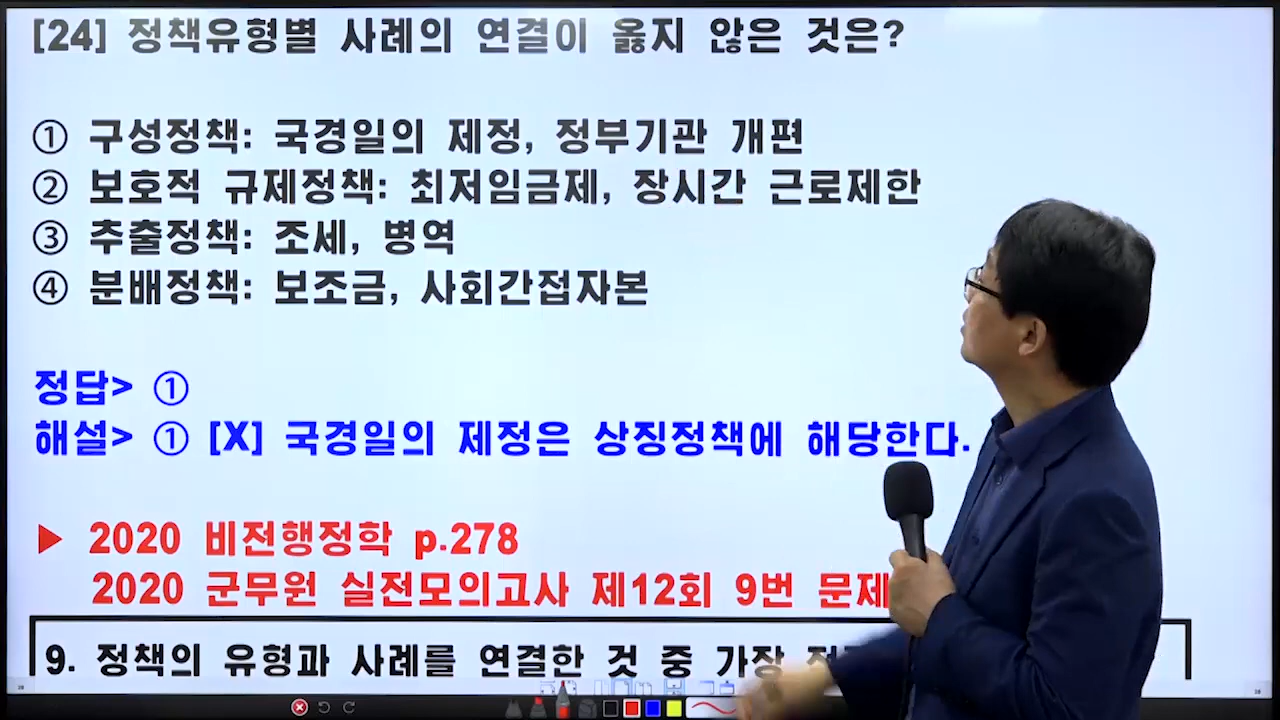 [24] 정책유형별 사례의 연결이 옳지 않은 것은?
① 구성정책: 국경일의 제정, 정부기관 개편
② 보호적 규제정책: 최저임금제, 장시간 근로제한
③ 추출정책: 조세, 병역
④ 분배정책: 보조금, 사회간접자본
정답> ①
해설> ① [X] 국경일의 제정은 상징정책에 해당한다.
▶ 2020 비전행정학 p.278
2020 군무원 실전모의고사 제12회 9번 문제
9. 정책의 유형과 사례를 연결한 것 중 가장